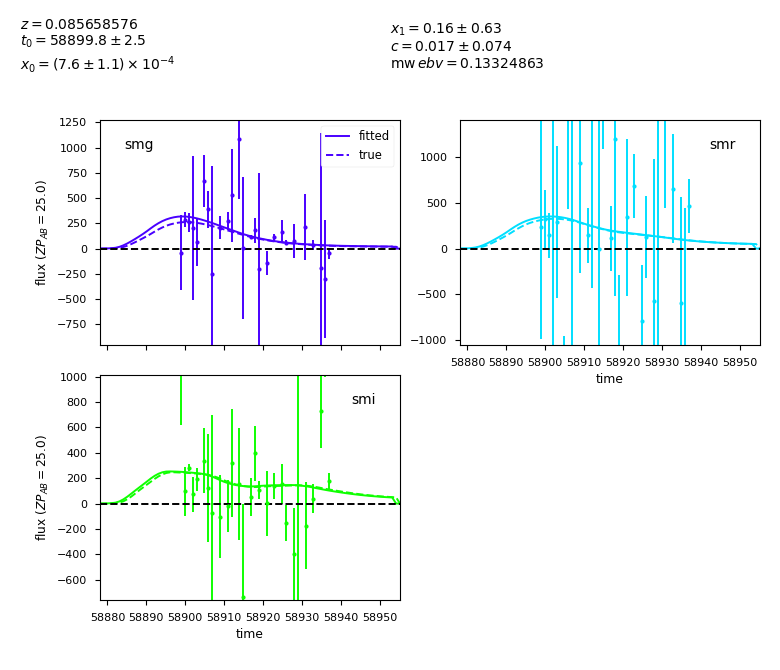 z = 0.085658576
t₀ = 58899.8 ± 2.5
x₀ = (7.6 ± 1.1) × 10⁻⁴
x₁ = 0.16 ± 0.63
c = 0.017 ± 0.074
mw ebv = 0.13324863
flux (ZP_AB = 25.0)
1250
1000
750
500
250
0
−250
−500
−750
smg
fitted
true
1000
500
0
−500
−1000
smr
58880 58890 58900 58910 58920 58930 58940 58950
time
flux (ZP_AB = 25.0)
1000
800
600
400
200
0
−200
−400
−600
smi
58880 58890 58900 58910 58920 58930 58940 58950
time